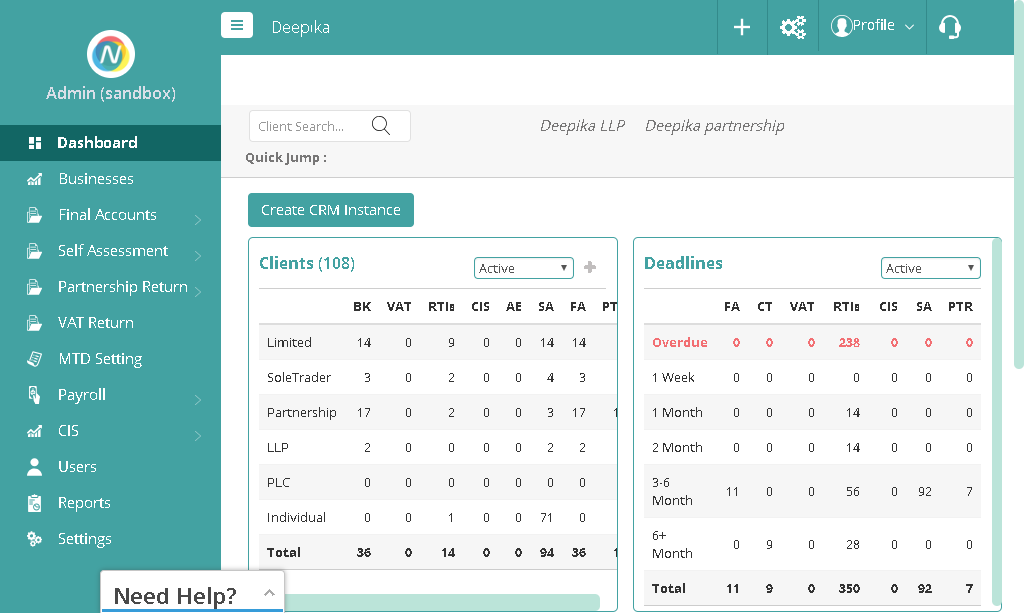 Deepika
Profile
N
Admin (sandbox)
Dashboard
Businesses
Final Accounts
Self Assessment
Partnership Return
VAT Return
MTD Setting
Payroll
CIS
Users
Reports
Settings
Need Help?
Client Search...
Deepika LLP Deepika partnership
Quick Jump :
Create CRM Instance
Clients (108)
Active
BK VAT RTIs CIS AE SA FA PT
Limited 14 0 9 0 0 14 14
SoleTrader 3 0 2 0 0 4 3
Partnership 17 0 2 0 0 3 17 1
LLP 2 0 0 0 0 2 2
PLC 0 0 0 0 0 0 0
Individual 0 0 1 0 0 71 0
Total 36 0 14 0 0 94 36 1
Deadlines
Active
FA CT VAT RTIs CIS SA PTR
Overdue 0 0 0 238 0 0 0
1 Week 0 0 0 0 0 0 0
1 Month 0 0 0 14 0 0 0
2 Month 0 0 0 14 0 0 0
3-6
Month 11 0 0 56 0 92 7
6+
Month 0 9 0 28 0 0 0
Total 11 9 0 350 0 92 7